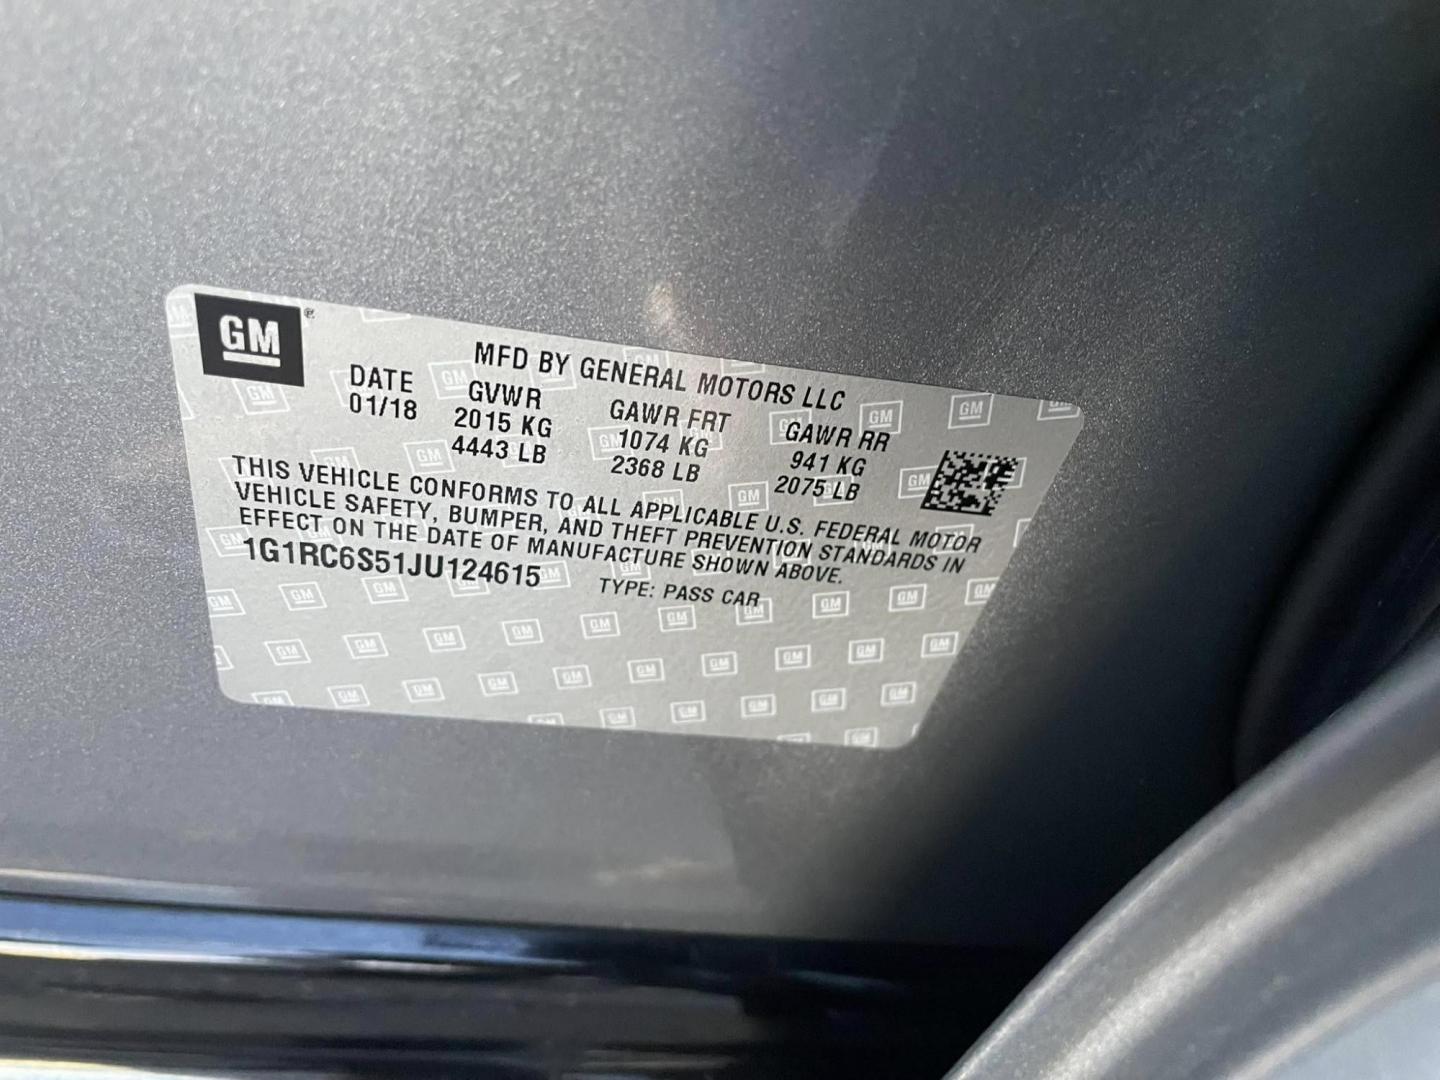 GM
MFD BY GENERAL MOTORS LLC
DATE GVWR GAWR FRT GAWR RR
01/18 2015 KG 1074 KG 941 KG
4443 LB 2368 LB 2075 LB
THIS VEHICLE CONFORMS TO ALL APPLICABLE U.S. FEDERAL MOTOR
VEHICLE SAFETY, BUMPER, AND THEFT PREVENTION STANDARDS IN
EFFECT ON THE DATE OF MANUFACTURE SHOWN ABOVE.
1G1RC6S51JU124615 TYPE: PASS CAR